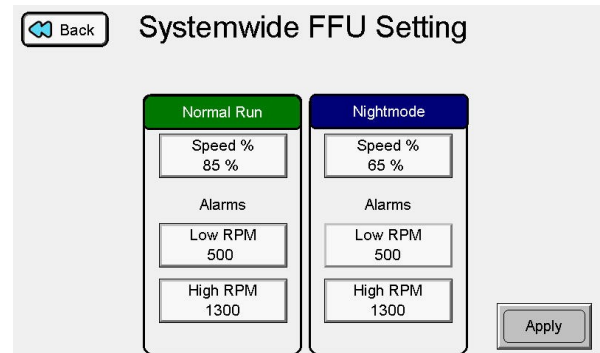 Back
Systemwide FFU Setting
Normal Run
Speed %
85 %
Alarms
Low RPM
500
High RPM
1300
Nightmode
Speed %
65 %
Alarms
Low RPM
500
High RPM
1300
Apply